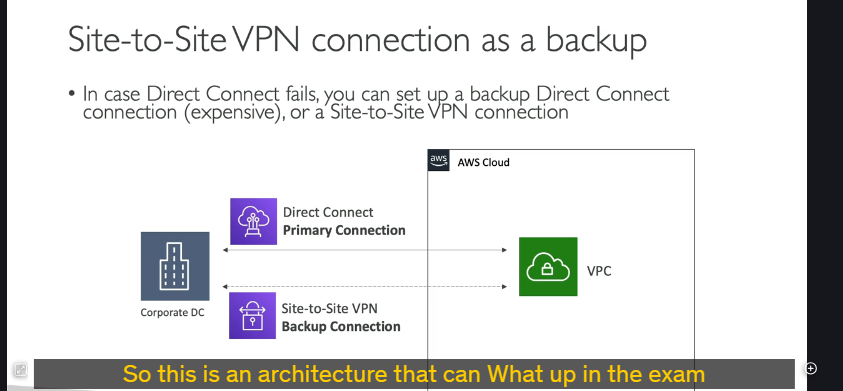 Site-to-Site VPN connection as a backup
• In case Direct Connect fails, you can set up a backup Direct Connect
connection (expensive), or a Site-to-Site VPN connection
aws
AWS Cloud
Direct Connect
Primary Connection
VPC
Corporate DC
Site-to-Site VPN
Backup Connection
So this is an architecture that can What up in the exam